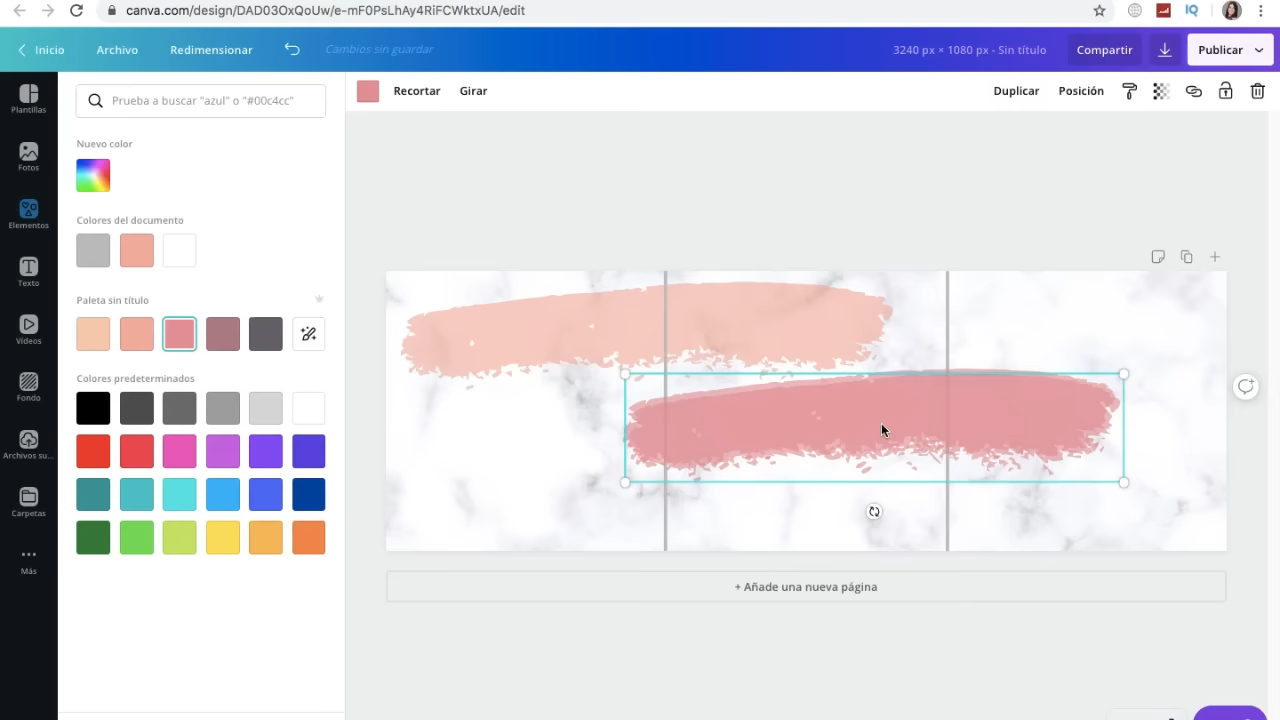 canva.com/design/DAD03OxQoUw/e-mF0PsLhAy4RiFCWktxUA/edit
Inicio
Archivo
Redimensionar
Cambios sin guardar
3240 px × 1080 px - Sin título
Compartir
Publicar
Plantillas
Fotos
Elementos
Texto
Vídeos
Fondo
Archivos su...
Carpetas
Más
Prueba a buscar "azul" o "#00c4cc"
Nuevo color
Colores del documento
Paleta sin título
Colores predeterminados
Recortar
Girar
Duplicar
Posición
+ Añade una nueva página